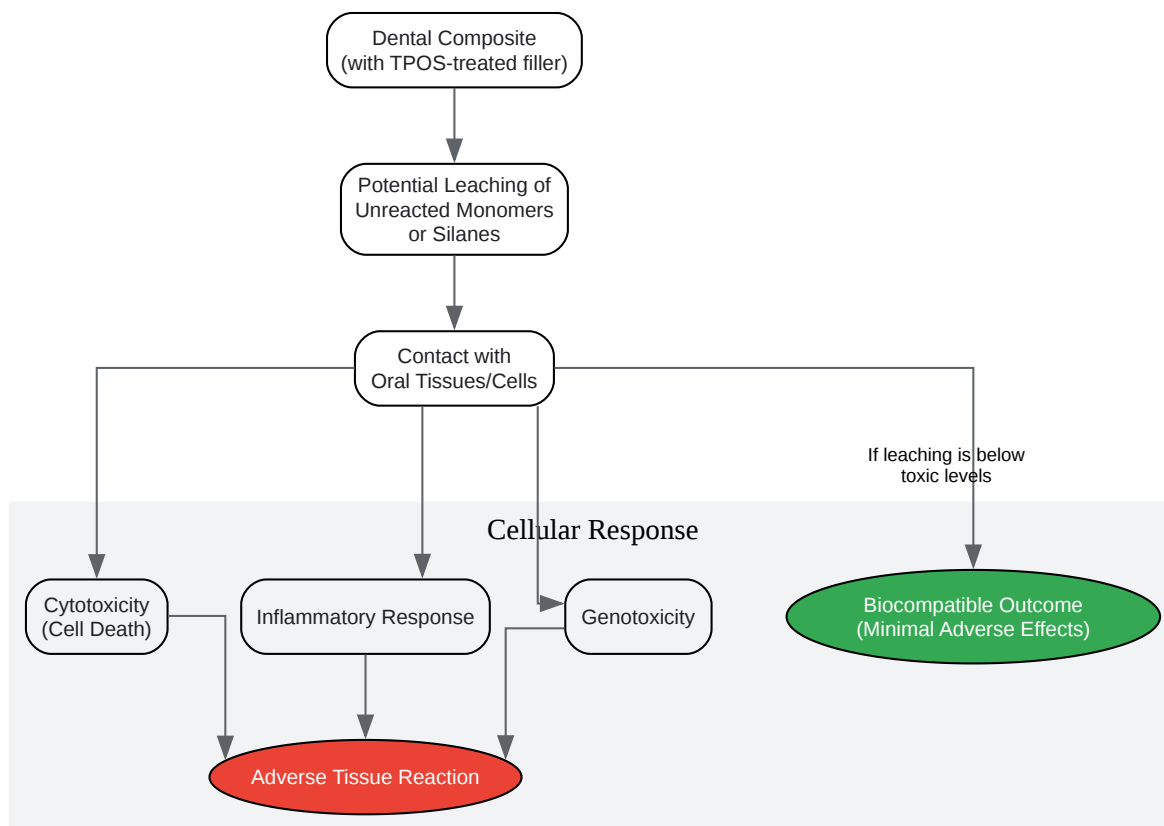 Dental Composite
(with TPOS-treated filler)
Potential Leaching of
Unreacted Monomers
or Silanes
Contact with
Oral Tissues/Cells
If leaching is below
toxic levels
Cellular Response
Cytotoxicity
(Cell Death)
Inflammatory Response
Genotoxicity
Biocompatible Outcome
(Minimal Adverse Effects)
Adverse Tissue Reaction